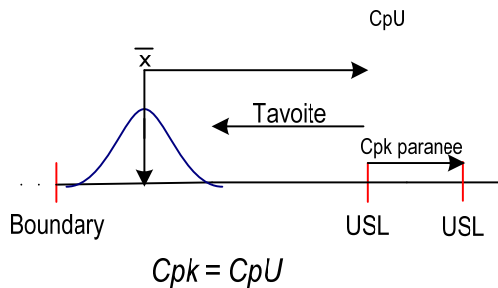 CpU
x
Tavoite
Cpk paranee
Boundary
USL
USL
Cpk = CpU